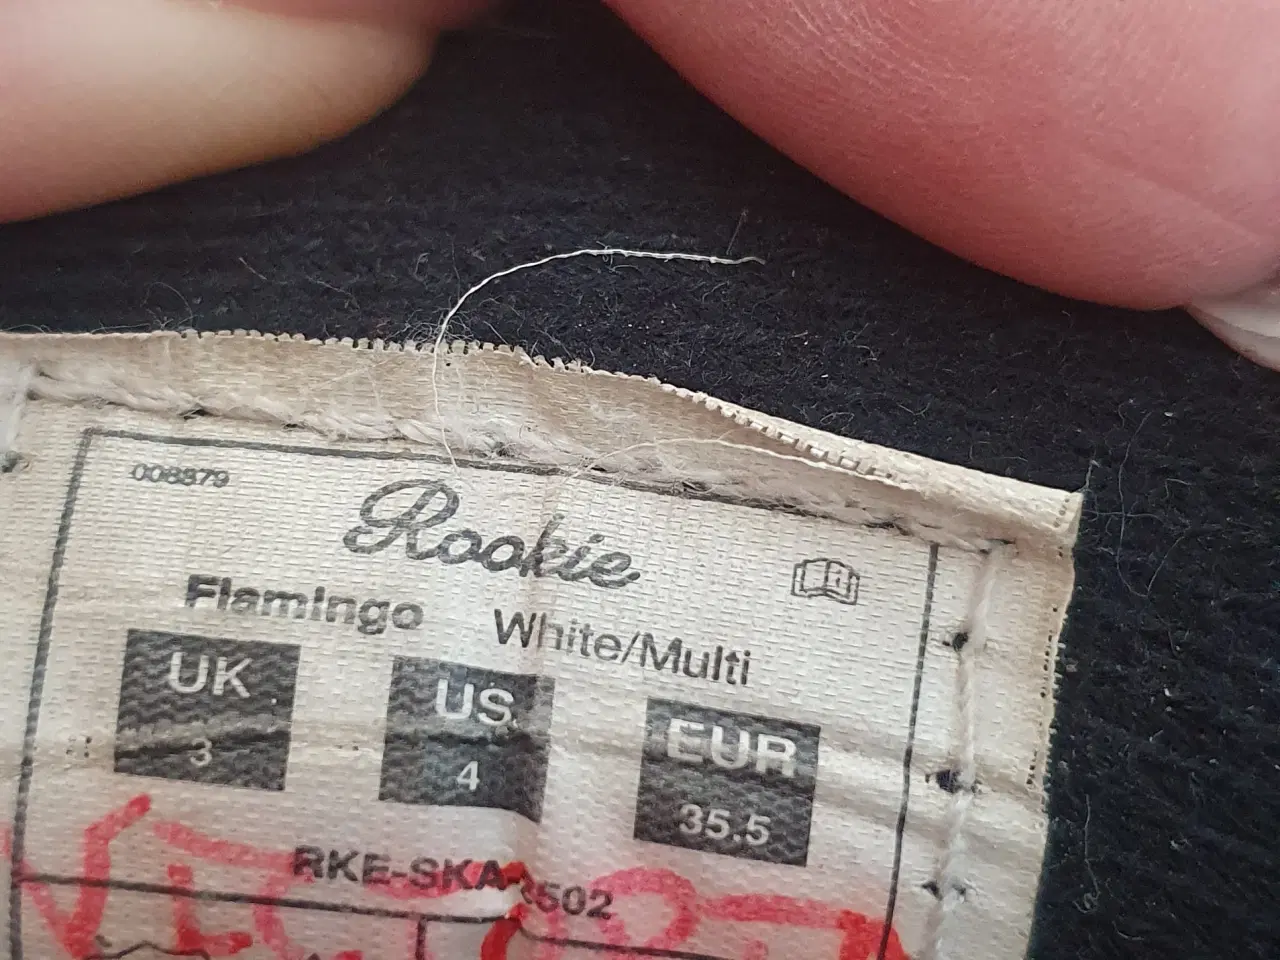 008879
Rookie
Flamingo White/Multi
UK US EUR
3 4 35.5
RKE-SKA